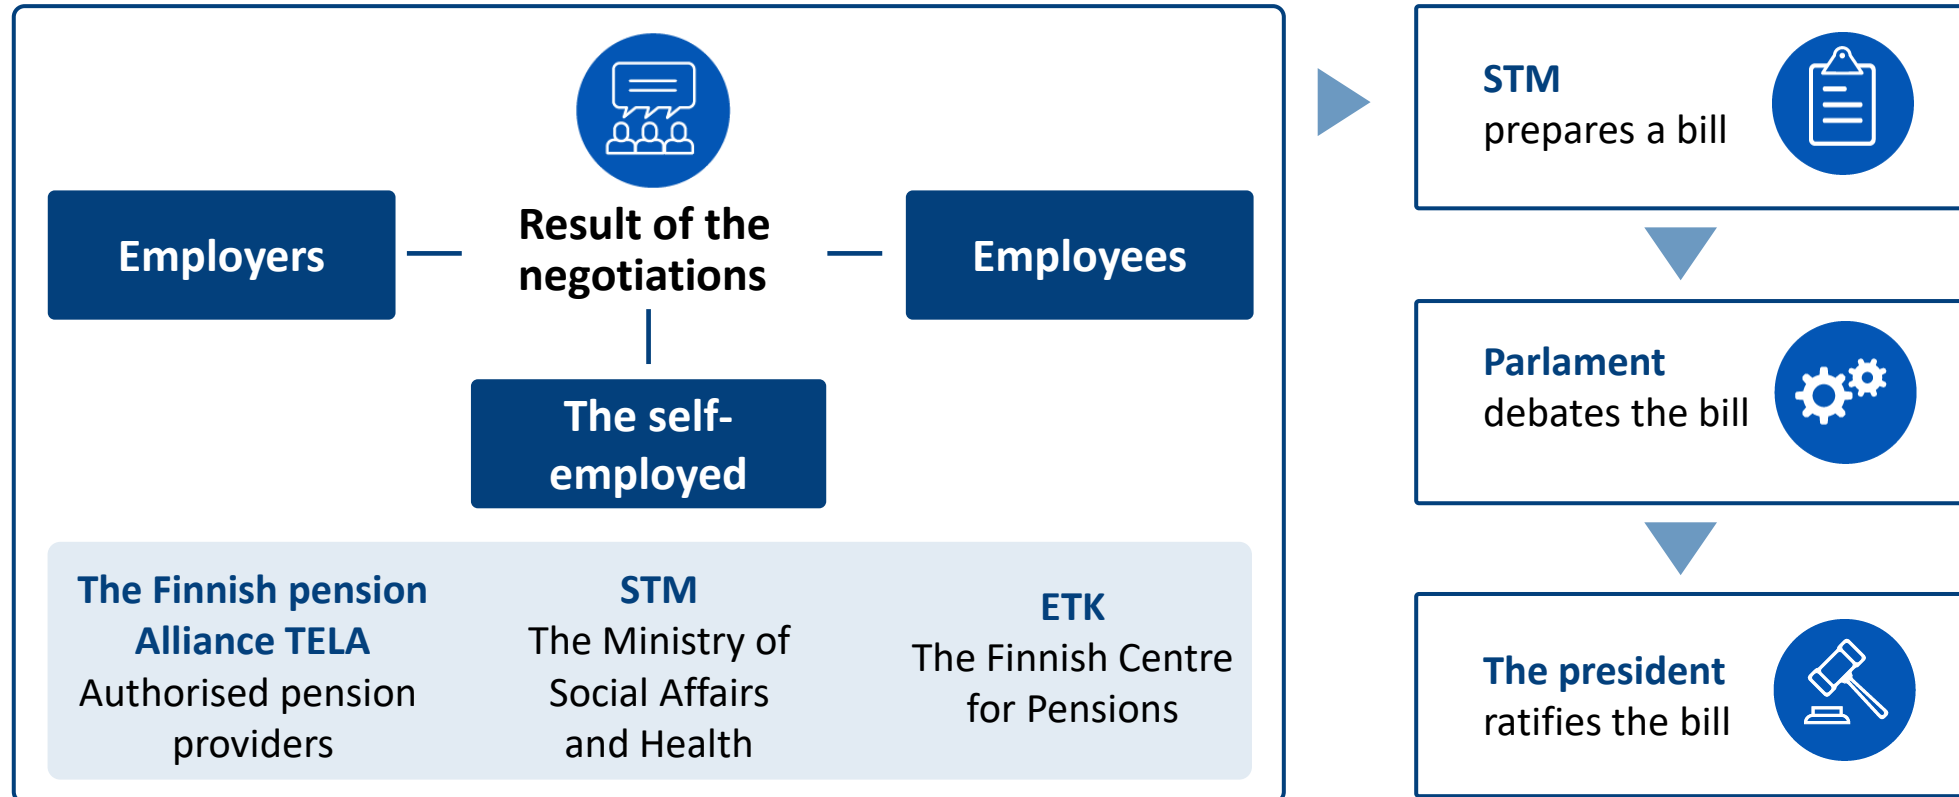 Result of the
negotiations
Employers
Employees
The self-
employed
The Finnish pension
Alliance TELA
Authorised pension
providers
STM
The Ministry of
Social Affairs
and Health
ETK
The Finnish Centre
for Pensions
STM
prepares a bill
Parlament
debates the bill
The president
ratifies the bill